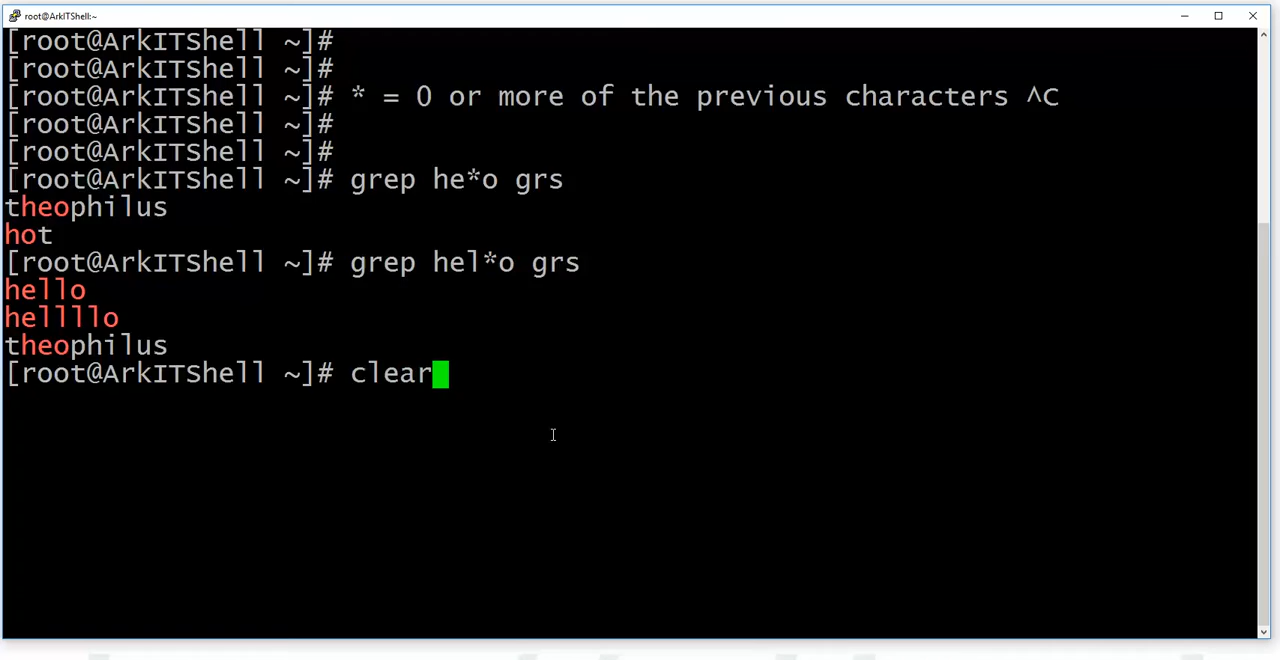 root@ArkITShell:~
[root@ArkITShell ~]#
[root@ArkITShell ~]#
[root@ArkITShell ~]# * = 0 or more of the previous characters ^C
[root@ArkITShell ~]#
[root@ArkITShell ~]#
[root@ArkITShell ~]# grep he*o grs
theophilus
hot
[root@ArkITShell ~]# grep hel*o grs
hello
hellllo
theophilus
[root@ArkITShell ~]# clear